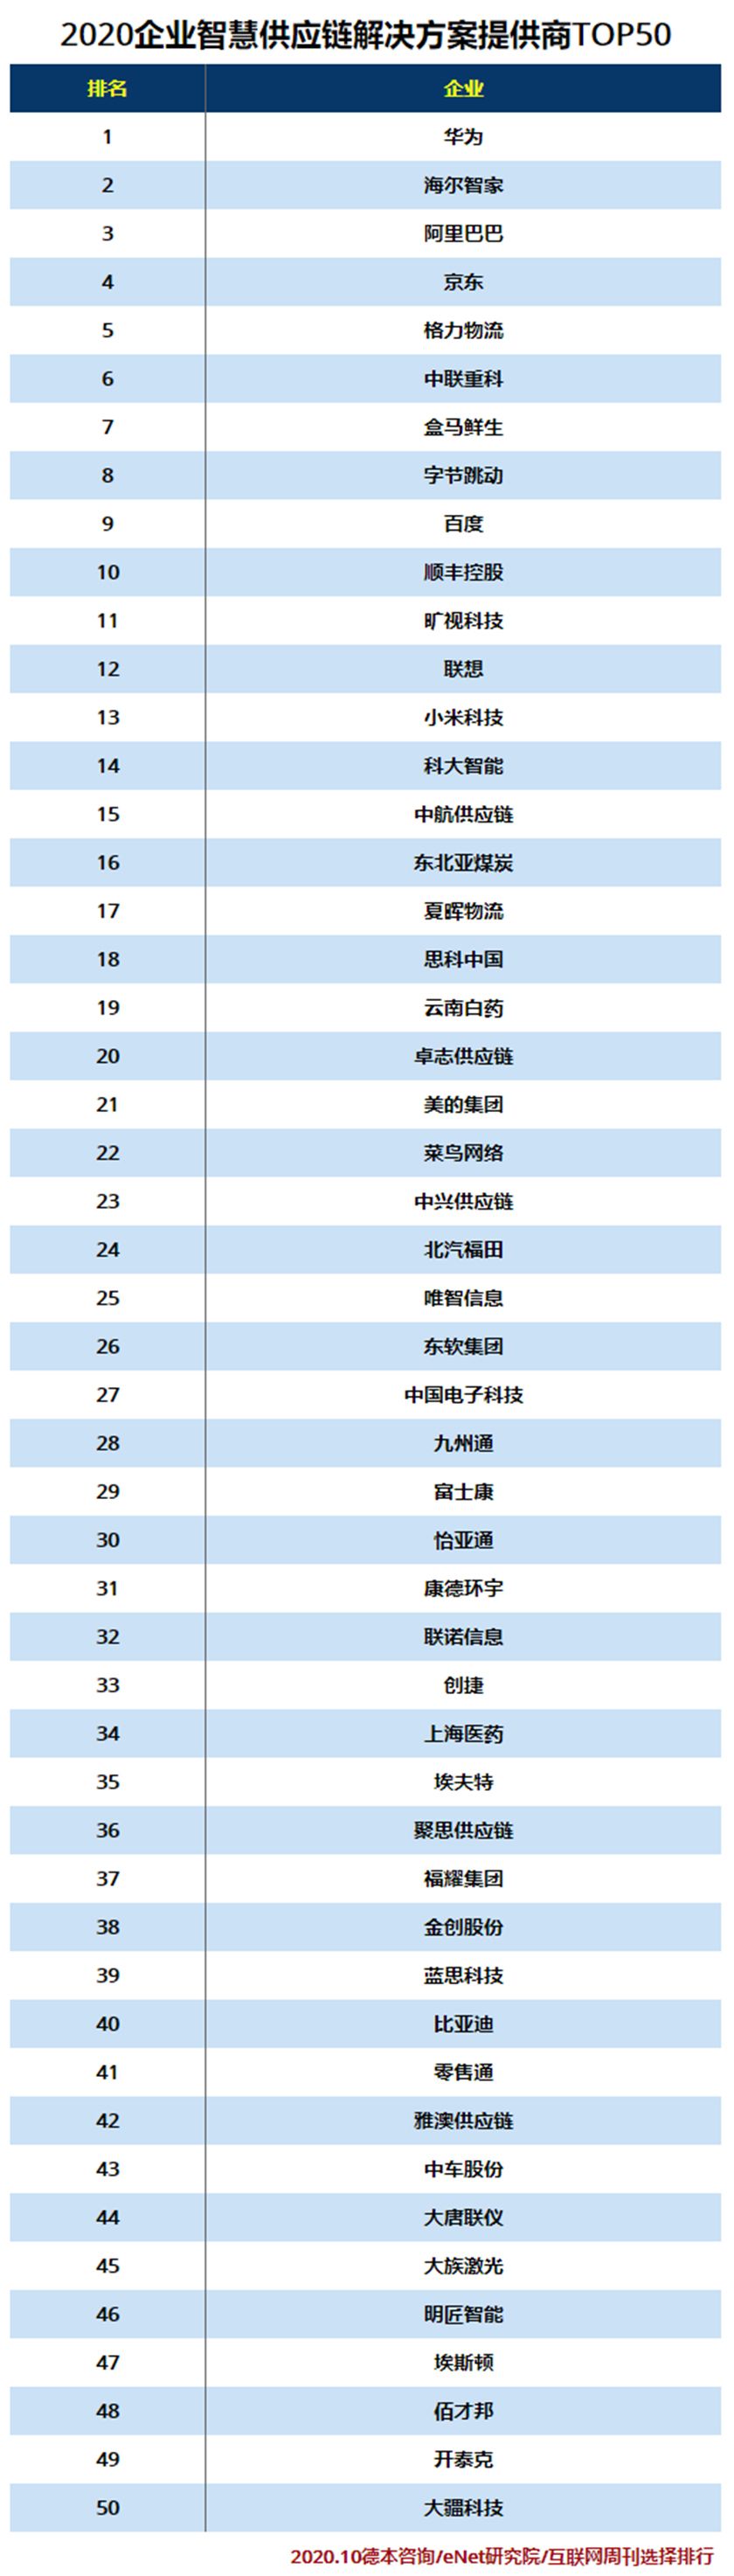 2020企业智慧供应链解决方案提供商TOP50
排名 企业
1 华为
2 海尔智家
3 阿里巴巴
4 京东
5 格力物流
6 中联重科
7 盒马鲜生
8 字节跳动
9 百度
10 顺丰控股
11 旷视科技
12 联想
13 小米科技
14 科大智能
15 中航供应链
16 东北亚煤炭
17 夏晖物流
18 思科中国
19 云南白药
20 卓志供应链
21 美的集团
22 菜鸟网络
23 中兴供应链
24 北汽福田
25 唯智信息
26 东软集团
27 中国电子科技
28 九州通
29 富士康
30 怡亚通
31 康德环宇
32 联诺信息
33 创捷
34 上海医药
35 埃夫特
36 聚思供应链
37 福耀集团
38 金创股份
39 蓝思科技
40 比亚迪
41 零售通
42 雅澳供应链
43 中车股份
44 大唐联仪
45 大族激光
46 明匠智能
47 埃斯顿
48 佰才邦
49 开泰克
50 大疆科技
2020.10德本咨询/eNet研究院/互联网周刊选择排行